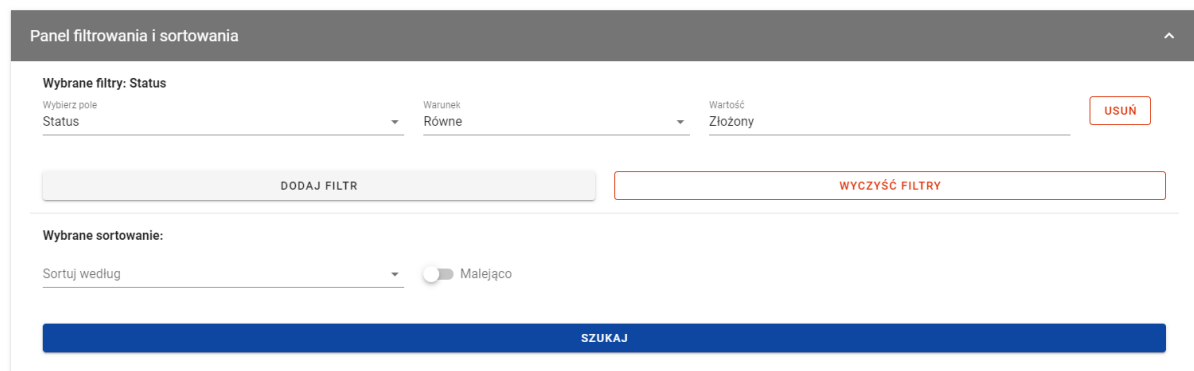 Panel filtrowania i sortowania
Wybrane filtry: Status
Wybierz pole Warunek Wartość
Status Równe Złożony USUŃ
DODAJ FILTR WYCZYŚĆ FILTRY
Wybrane sortowanie:
Sortuj według Malejąco
SZUKAJ